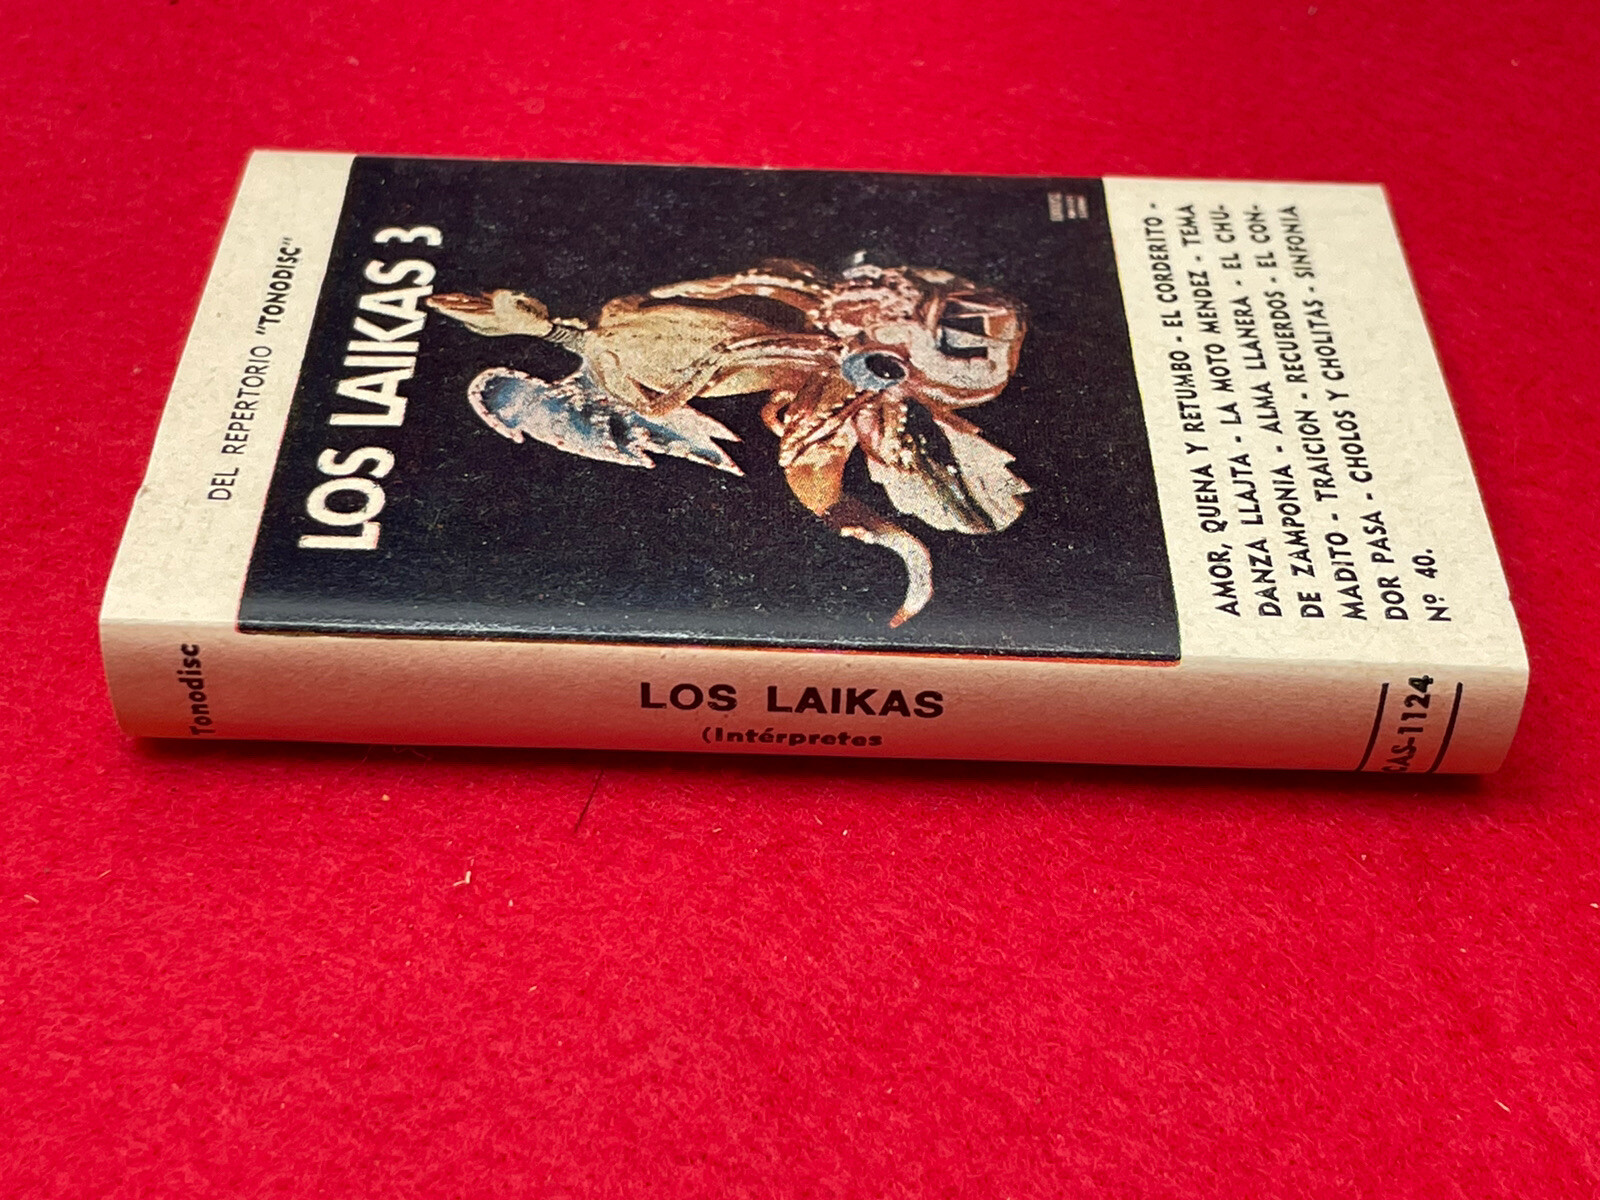 DEL REPERTORIO "TONODISC"
LOS LAIKAS 3
AMOR, QUENA Y RETUMBO - EL CORDERITO -
DANZA LLAJTA - LA MOTO MENDEZ - TEMA
DE ZAMPONIA - ALMA LLANERA - EL CHU-
MADITO - TRAICION - RECUERDOS - EL CON-
DOR PASA - CHOLOS Y CHOLITAS - SINFONIA
Nº 40.
Tonodisc
LOS LAIKAS
(Intérpretes
CAS-1124